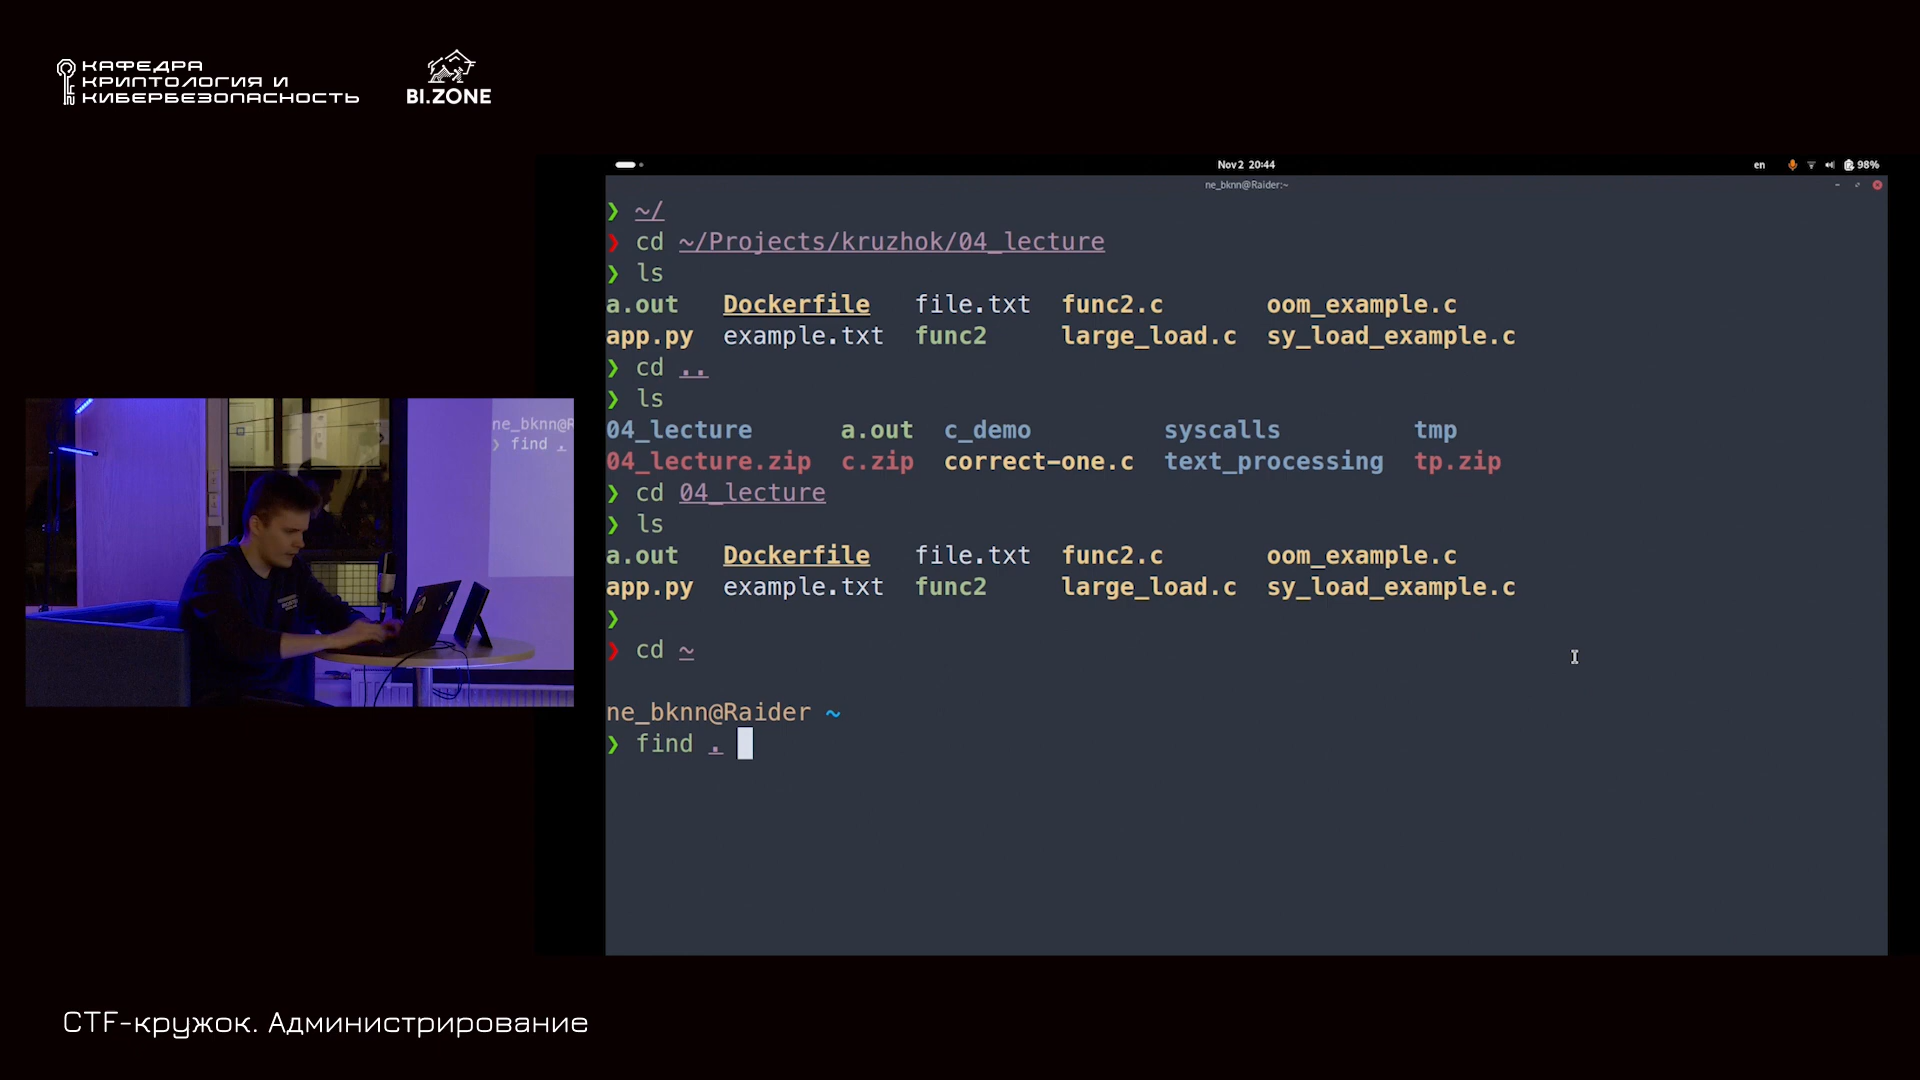 КАФЕДРА
КРИПТОЛОГИЯ И
КИБЕРБЕЗОПАСНОСТЬ
BI.ZONE
Nov 2 20:44
en
98%
ne_bknn@Raider:~
❯ ~/
❯ cd ~/Projects/kruzhok/04_lecture
❯ ls
a.out Dockerfile file.txt func2.c oom_example.c
app.py example.txt func2 large_load.c sy_load_example.c
❯ cd ..
❯ ls
04_lecture a.out c_demo syscalls tmp
04_lecture.zip c.zip correct-one.c text_processing tp.zip
❯ cd 04_lecture
❯ ls
a.out Dockerfile file.txt func2.c oom_example.c
app.py example.txt func2 large_load.c sy_load_example.c
❯
❯ cd ~
ne_bknn@Raider ~
❯ find .
ne_bknn@R
❯ find .
CTF-кружок. Администрирование